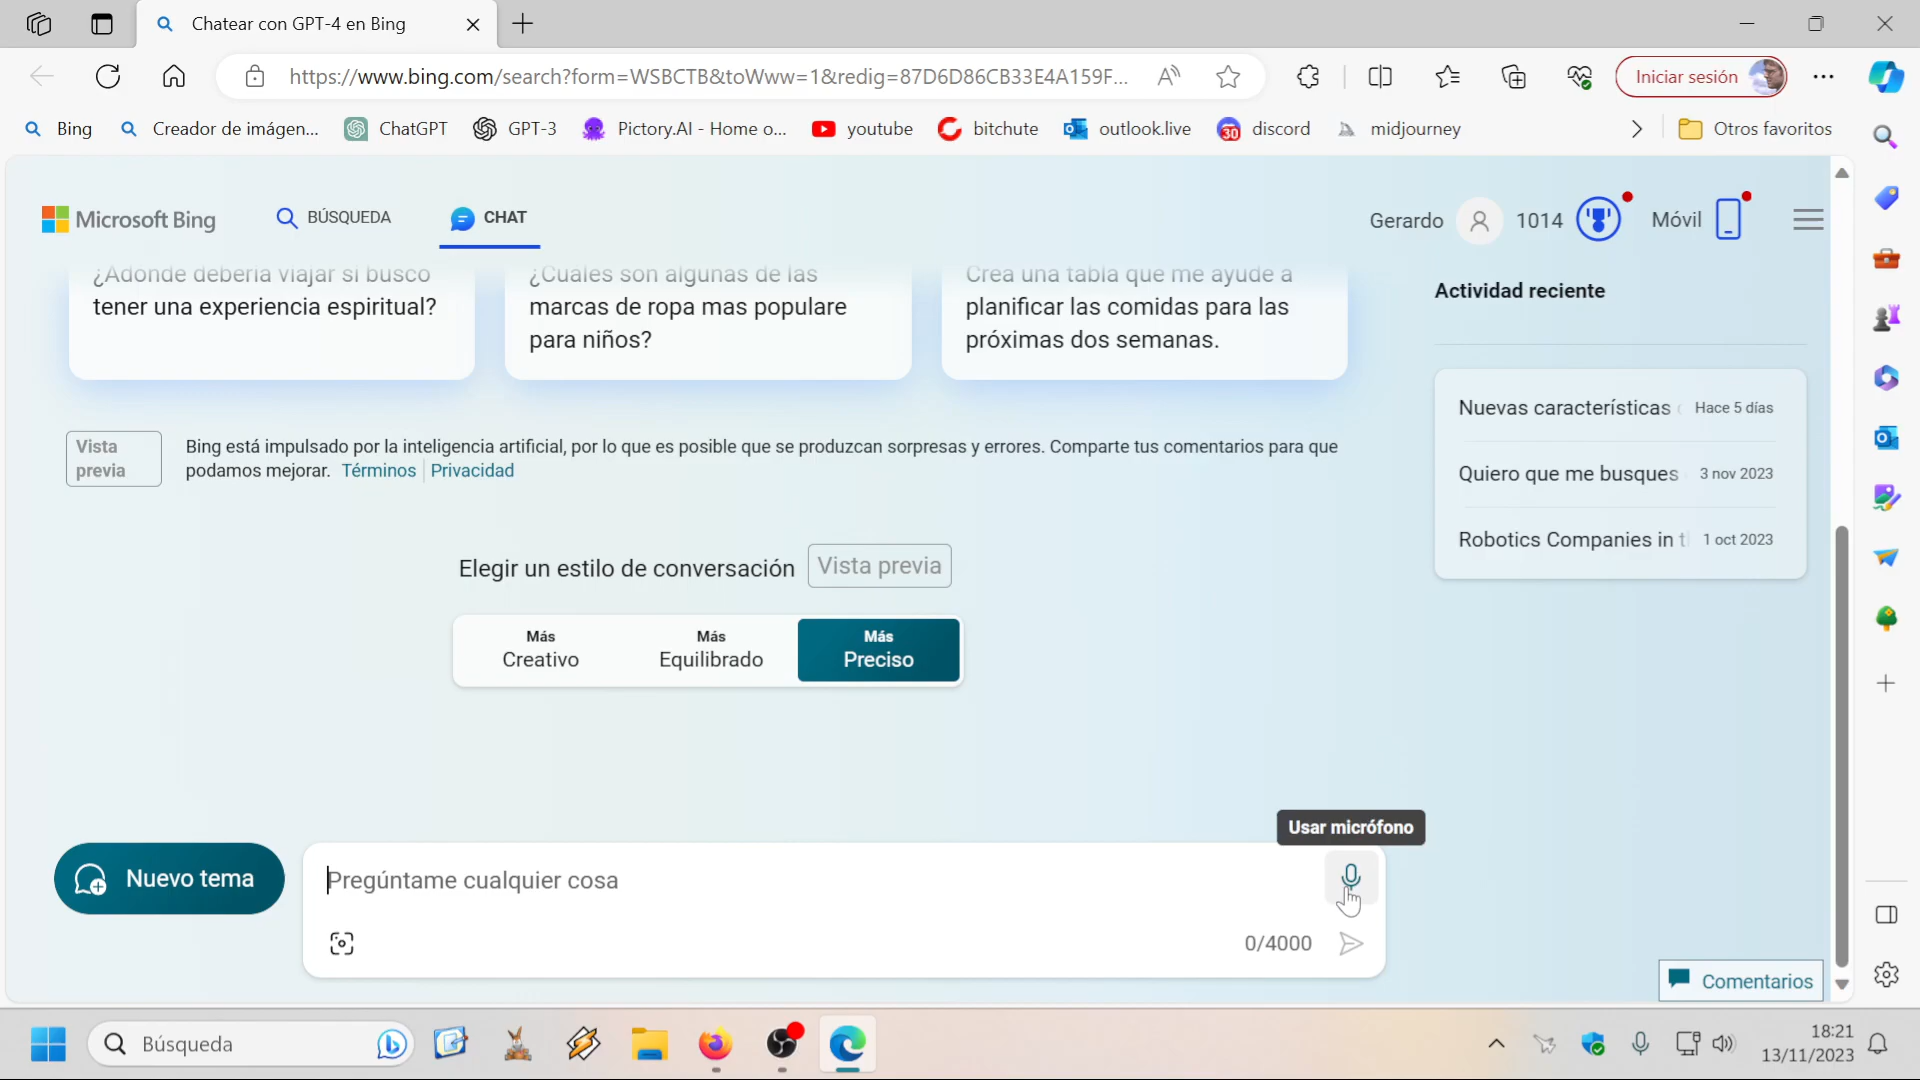 Chatear con GPT-4 en Bing
https://www.bing.com/search?form=WSBCTB&toWww=1&redig=87D6D86CB33E4A159F...
Iniciar sesión
Bing
Creador de imágen...
ChatGPT
GPT-3
Pictory.AI - Home o...
youtube
bitchute
outlook.live
30
discord
midjourney
Otros favoritos
Microsoft Bing
BÚSQUEDA
CHAT
Gerardo
1014
Móvil
¿Adónde debería viajar si busco
tener una experiencia espiritual?
¿Cuáles son algunas de las
marcas de ropa mas populare
para niños?
Crea una tabla que me ayude a
planificar las comidas para las
próximas dos semanas.
Actividad reciente
Nuevas características
Hace 5 días
Quiero que me busques
3 nov 2023
Robotics Companies in t
1 oct 2023
Vista
previa
Bing está impulsado por la inteligencia artificial, por lo que es posible que se produzcan sorpresas y errores. Comparte tus comentarios para que
podamos mejorar. Términos Privacidad
Elegir un estilo de conversación
Vista previa
Más
Creativo
Más
Equilibrado
Más
Preciso
Usar micrófono
Nuevo tema
Pregúntame cualquier cosa
0/4000
Comentarios
Búsqueda
18:21
13/11/2023